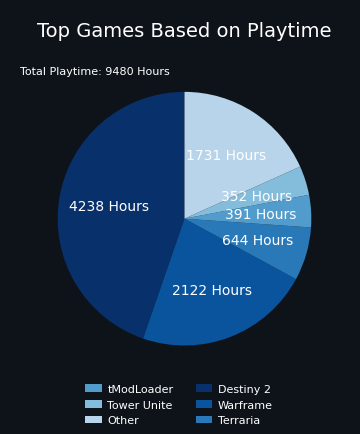 Top Games Based on Playtime
Total Playtime: 9480 Hours
1731 Hours
352 Hours
4238 Hours
391 Hours
644 Hours
2122 Hours
tModLoader
Tower Unite
Other
Destiny 2
Warframe
Terraria